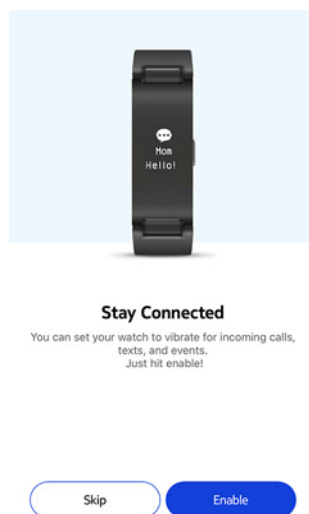 Mom
Hello!
Stay Connected
You can set your watch to vibrate for incoming calls,
texts, and events.
Just hit enable!
Skip
Enable